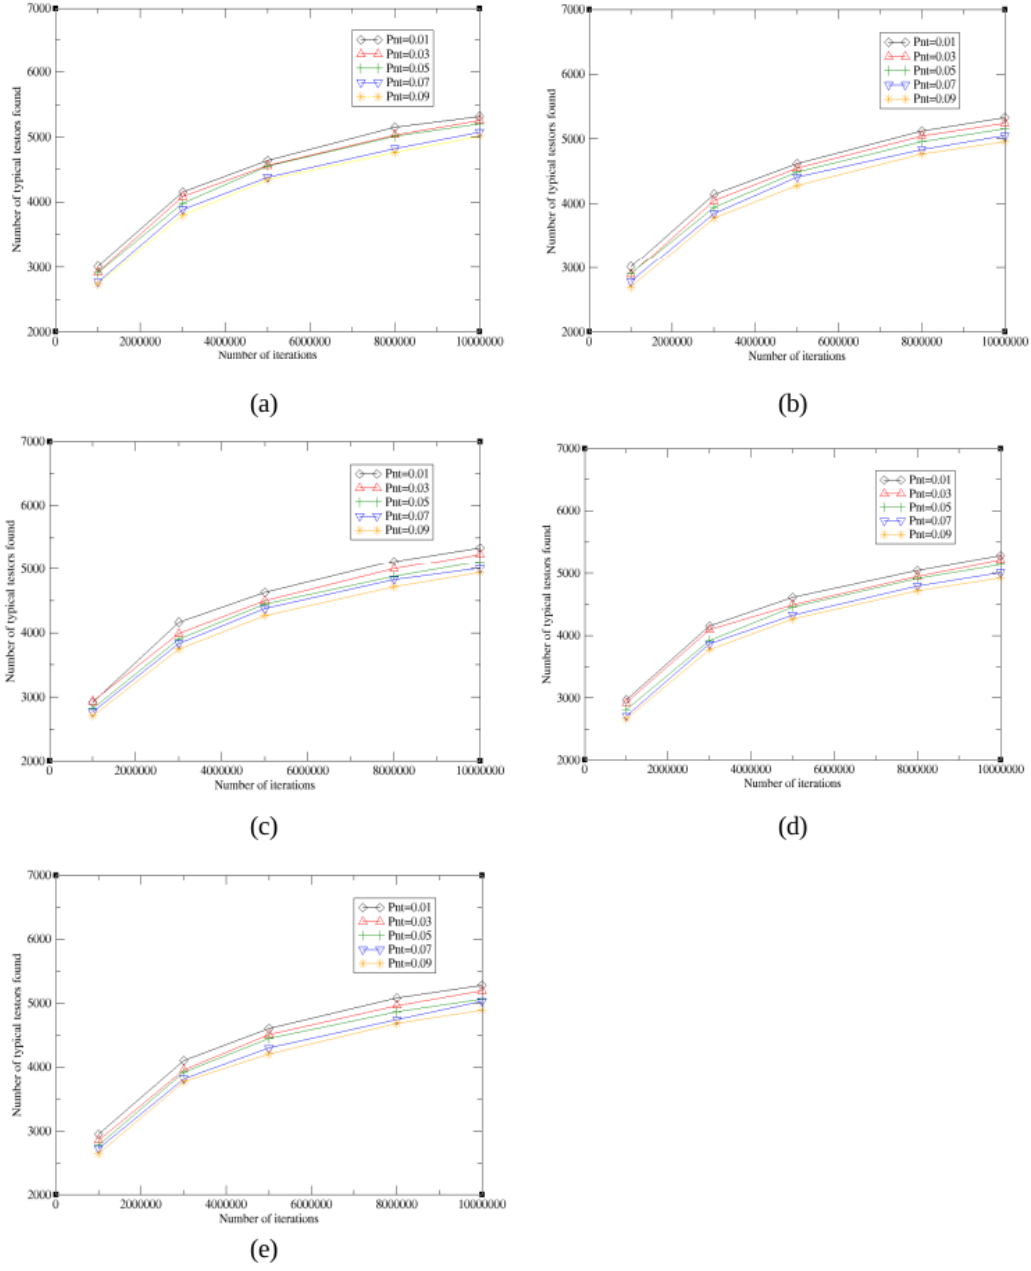 7000
6000
5000
4000
3000
2000
Number of typical testors found
Pnt=0.01
Pnt=0.03
Pnt=0.05
Pnt=0.07
Pnt=0.09
0 2000000 4000000 6000000 8000000 10000000
Number of iterations
(a)
7000
6000
5000
4000
3000
2000
Number of typical testors found
Pnt=0.01
Pnt=0.03
Pnt=0.05
Pnt=0.07
Pnt=0.09
0 2000000 4000000 6000000 8000000 10000000
Number of iterations
(b)
7000
6000
5000
4000
3000
2000
Number of typical testors found
Pnt=0.01
Pnt=0.03
Pnt=0.05
Pnt=0.07
Pnt=0.09
0 2000000 4000000 6000000 8000000 10000000
Number of iterations
(c)
7000
6000
5000
4000
3000
2000
Number of typical testors found
Pnt=0.01
Pnt=0.03
Pnt=0.05
Pnt=0.07
Pnt=0.09
0 2000000 4000000 6000000 8000000 10000000
Number of iterations
(d)
7000
6000
5000
4000
3000
2000
Number of typical testors found
Pnt=0.01
Pnt=0.03
Pnt=0.05
Pnt=0.07
Pnt=0.09
0 2000000 4000000 6000000 8000000 10000000
Number of iterations
(e)